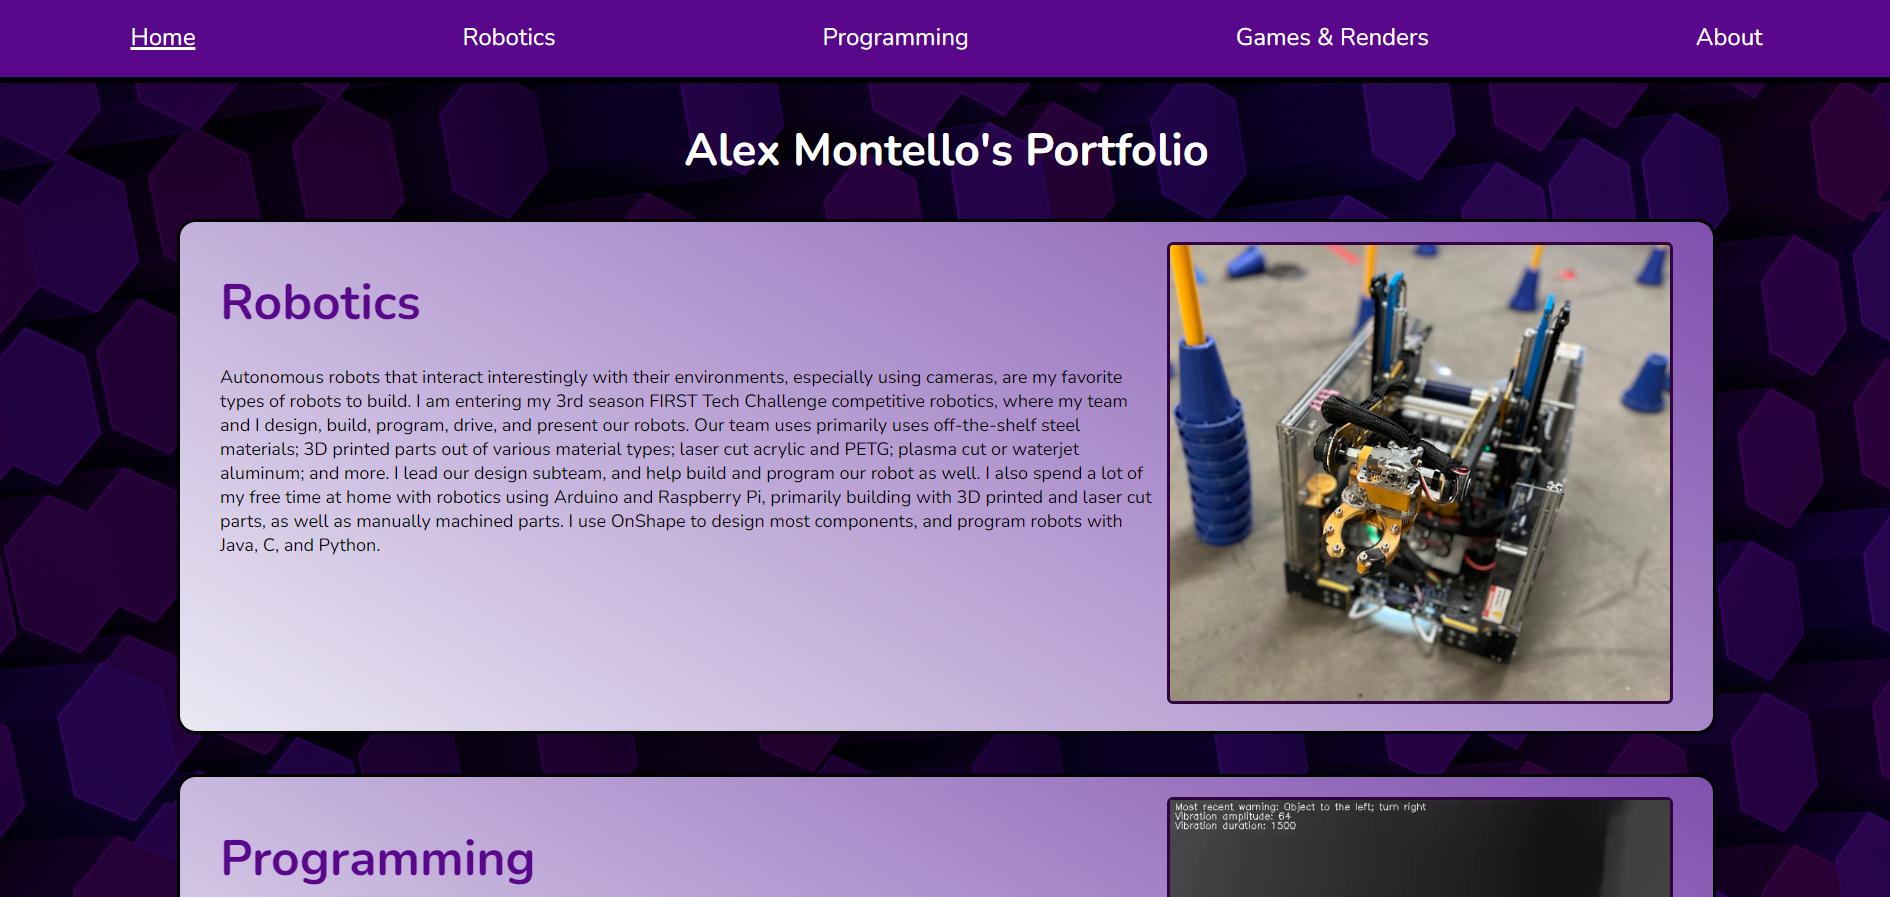 Home Robotics Programming Games & Renders About
Alex Montello's Portfolio
Robotics
Autonomous robots that interact interestingly with their environments, especially using cameras, are my favorite
types of robots to build. I am entering my 3rd season FIRST Tech Challenge competitive robotics, where my team
and I design, build, program, drive, and present our robots. Our team uses primarily uses off-the-shelf steel
materials; 3D printed parts out of various material types; laser cut acrylic and PETG; plasma cut or waterjet
aluminum; and more. I lead our design subteam, and help build and program our robot as well. I also spend a lot of
my free time at home with robotics using Arduino and Raspberry Pi, primarily building with 3D printed and laser cut
parts, as well as manually machined parts. I use OnShape to design most components, and program robots with
Java, C, and Python.
Programming
Most recent warning: Object to the left; turn right
Vibration amplitude: 64
Vibration duration: 1500